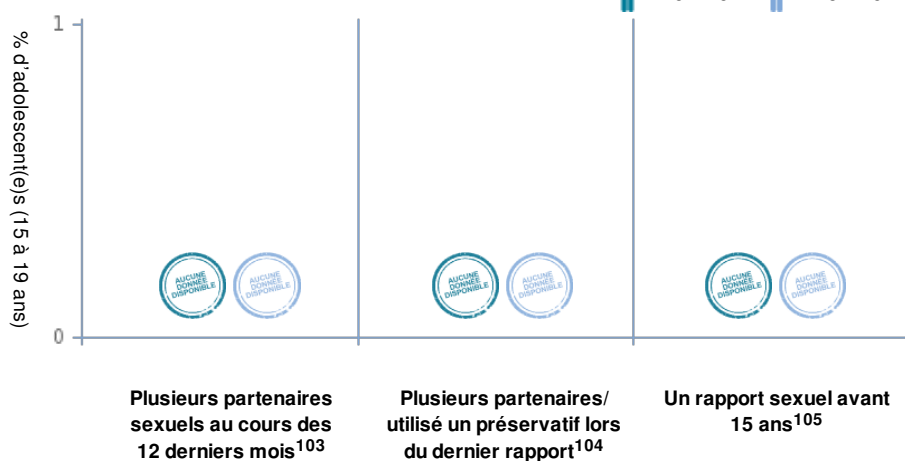 1
% d'adolescent(e)s (15 à 19 ans)
AUCUNE
DONNÉE
DISPONIBLE
AUCUNE
DONNÉE
DISPONIBLE
AUCUNE
DONNÉE
DISPONIBLE
AUCUNE
DONNÉE
DISPONIBLE
AUCUNE
DONNÉE
DISPONIBLE
AUCUNE
DONNÉE
DISPONIBLE
0
Plusieurs partenaires
sexuels au cours des
12 derniers mois103
Plusieurs partenaires/
utilisé un préservatif lors
du dernier rapport104
Un rapport sexuel avant
15 ans105